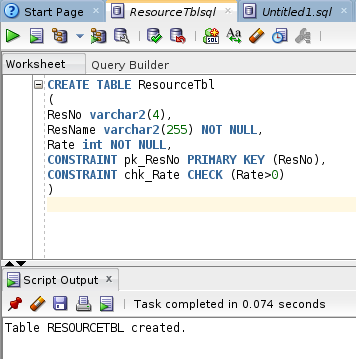 Start Page ResourceTblsql Untitled1.sql
Worksheet Query Builder
CREATE TABLE ResourceTbl
(
ResNo varchar2(4),
ResName varchar2(255) NOT NULL,
Rate int NOT NULL,
CONSTRAINT pk_ResNo PRIMARY KEY (ResNo),
CONSTRAINT chk_Rate CHECK (Rate>0)
)
Script Output x
Task completed in 0.074 seconds
Table RESOURCETBL created.